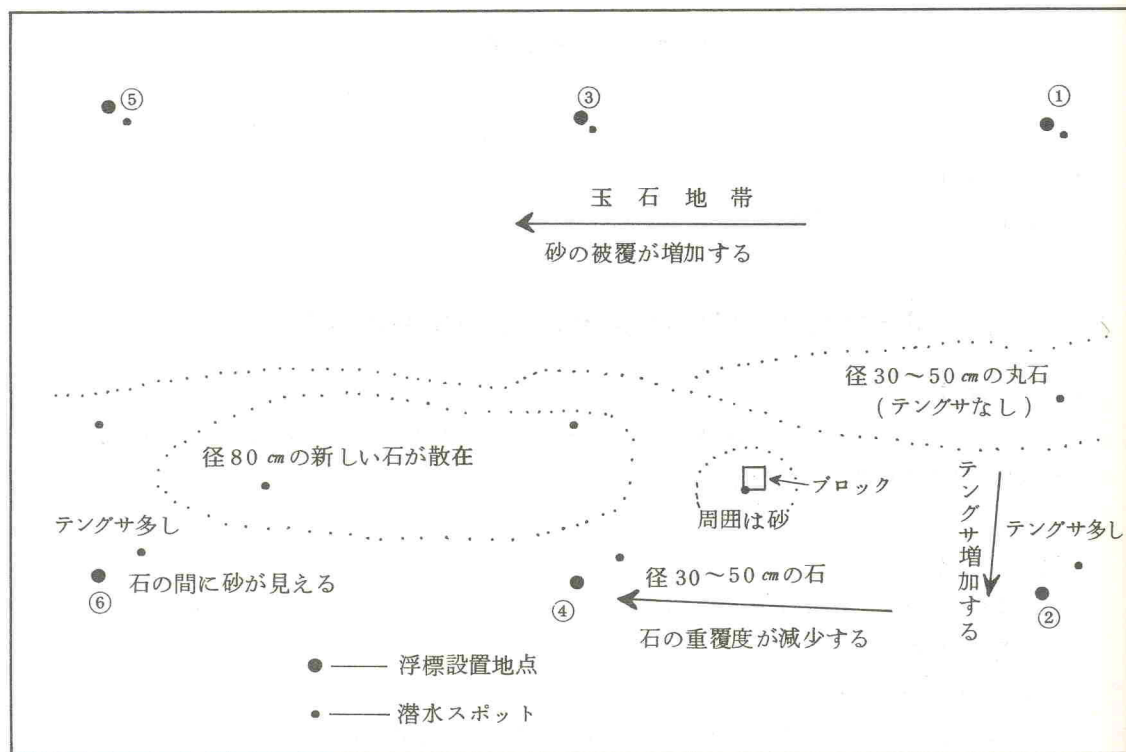 ⑤
③
①
玉石地帯
砂の被覆が増加する
径30〜50㎝の丸石
(テングサなし)
径80㎝の新しい石が散在
ブロック
周囲は砂
テングサ増加する
テングサ多し
テングサ多し
石の間に砂が見える
⑥
④
径30〜50㎝の石
石の重覆度が減少する
②
浮標設置地点
潜水スポット